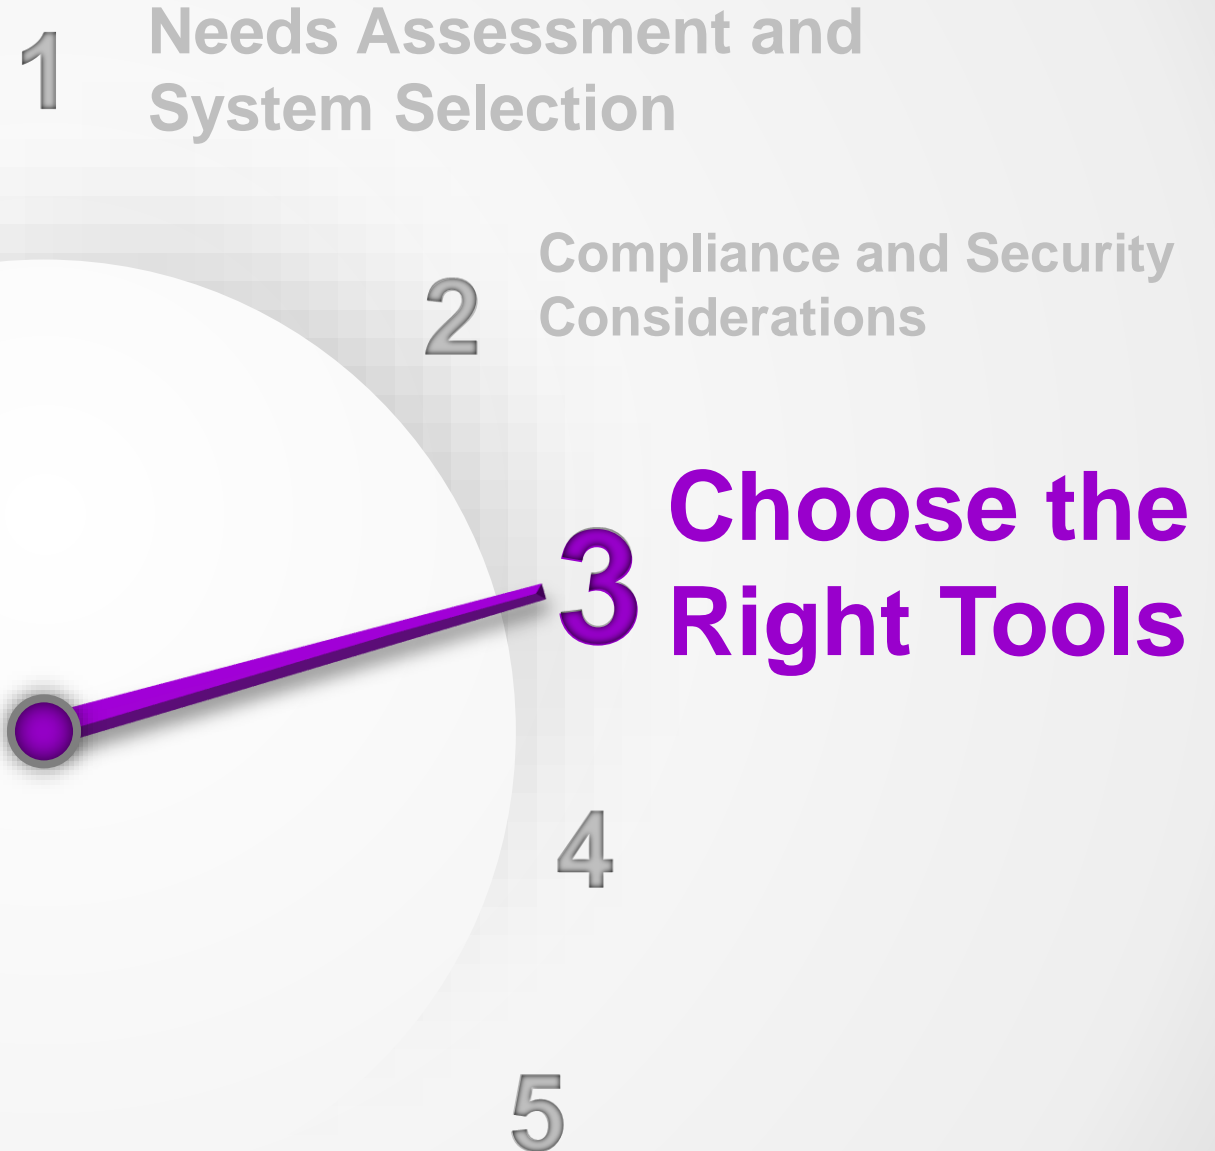 1
Needs Assessment and
System Selection
2
Compliance and Security
Considerations
3
Choose the
Right Tools
4
5